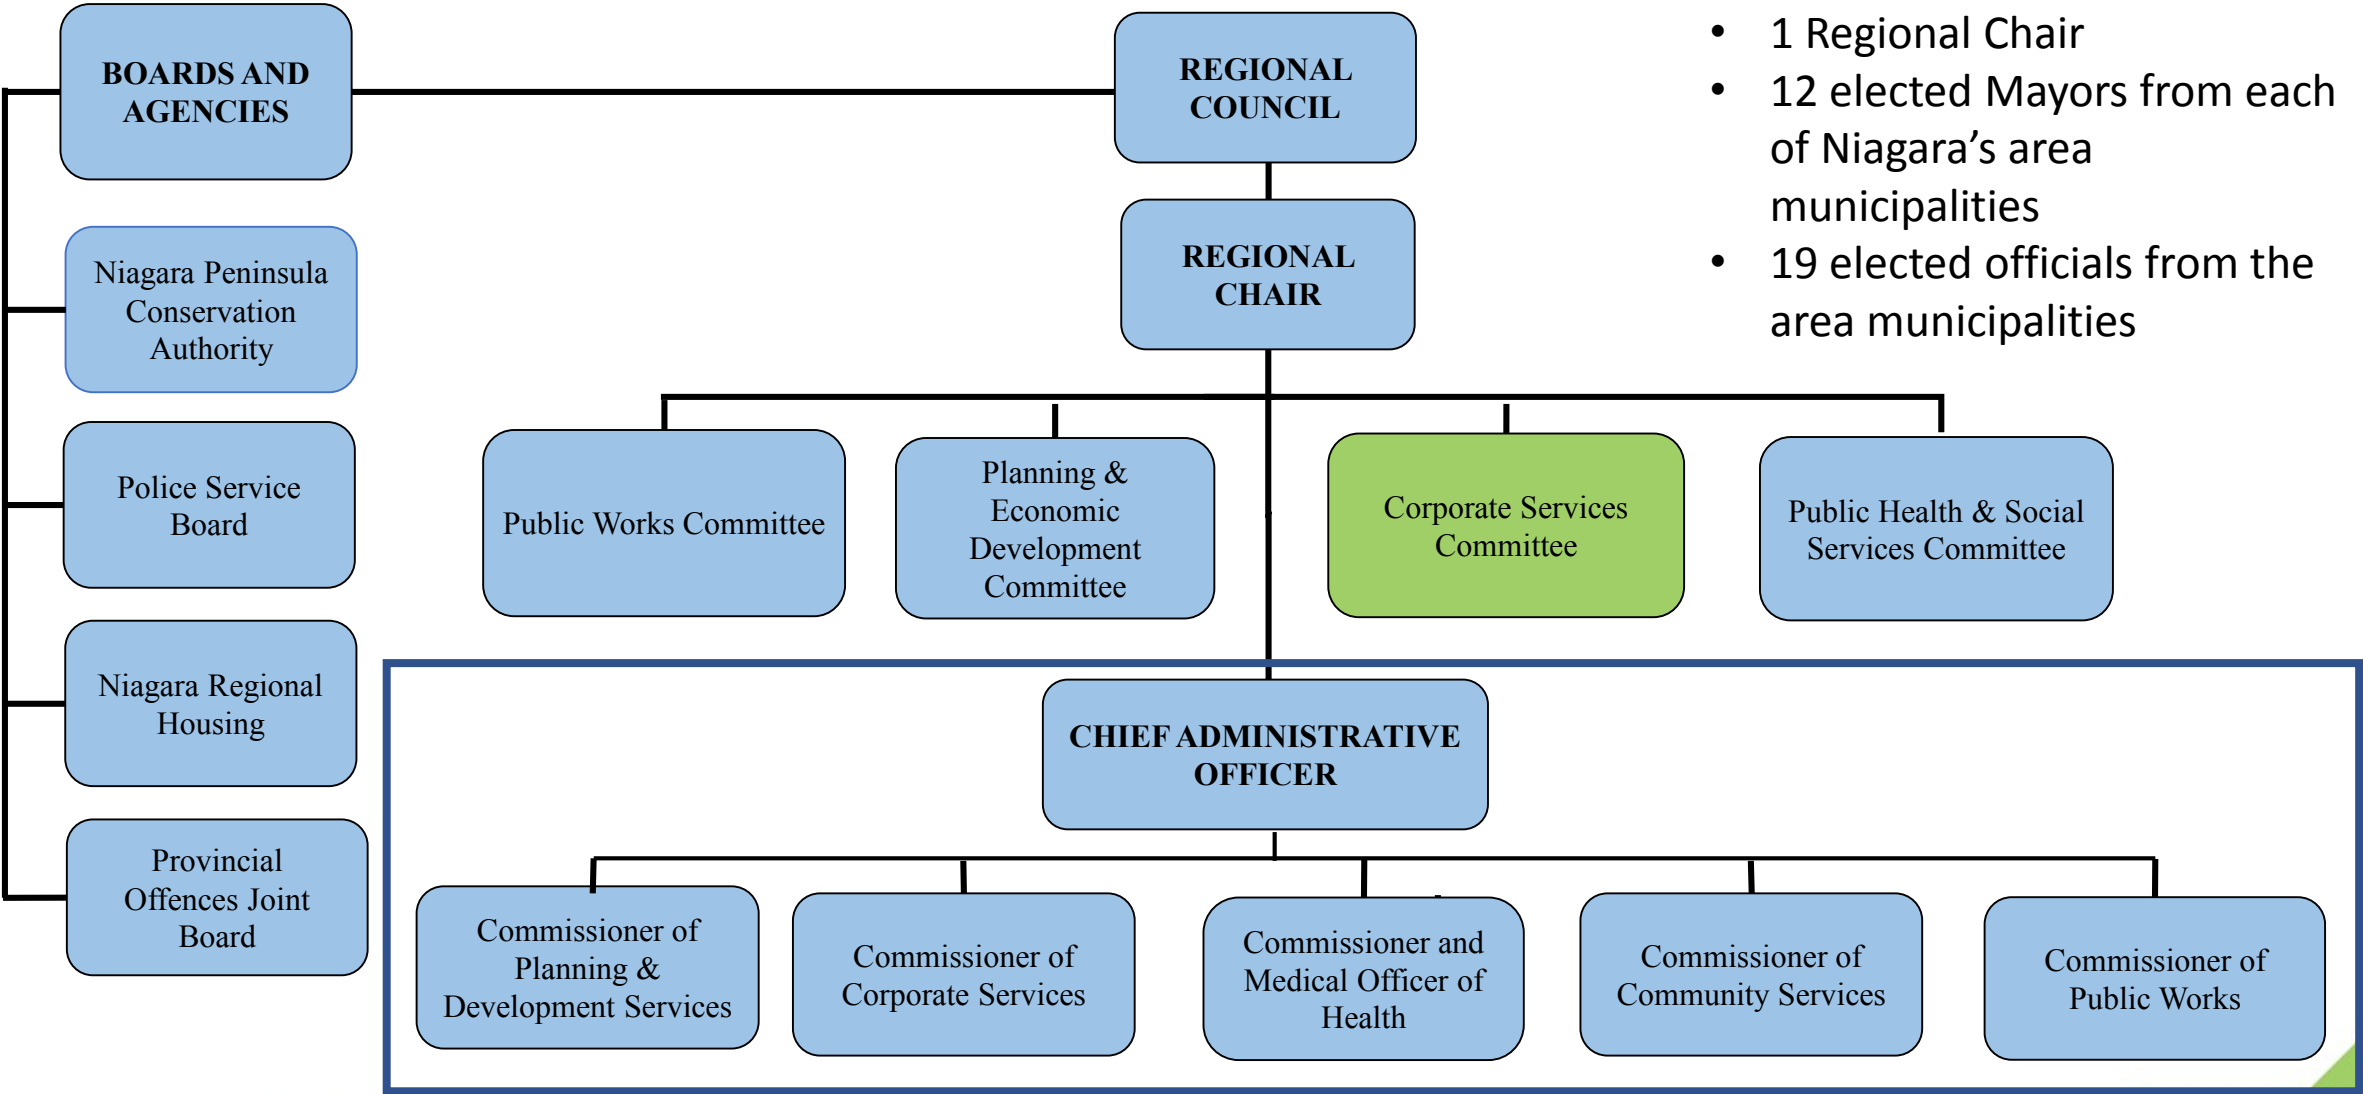 BOARDS AND
AGENCIES
REGIONAL
COUNCIL
• 1 Regional Chair
• 12 elected Mayors from each
of Niagara’s area
municipalities
• 19 elected officials from the
area municipalities
REGIONAL
CHAIR
Niagara Peninsula
Conservation
Authority
Police Service
Board
Niagara Regional
Housing
Provincial
Offences Joint
Board
Public Works Committee
Planning &
Economic
Development
Committee
Corporate Services
Committee
Public Health & Social
Services Committee
CHIEF ADMINISTRATIVE
OFFICER
Commissioner of
Planning &
Development Services
Commissioner of
Corporate Services
Commissioner and
Medical Officer of
Health
Commissioner of
Community Services
Commissioner of
Public Works